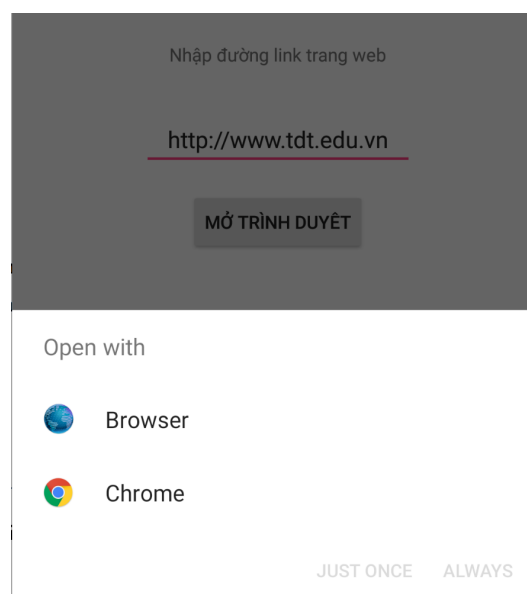 Nhập đường link trang web
http://www.tdt.edu.vn
MỞ TRÌNH DUYÊT
Open with
Browser
Chrome
JUST ONCE ALWAYS